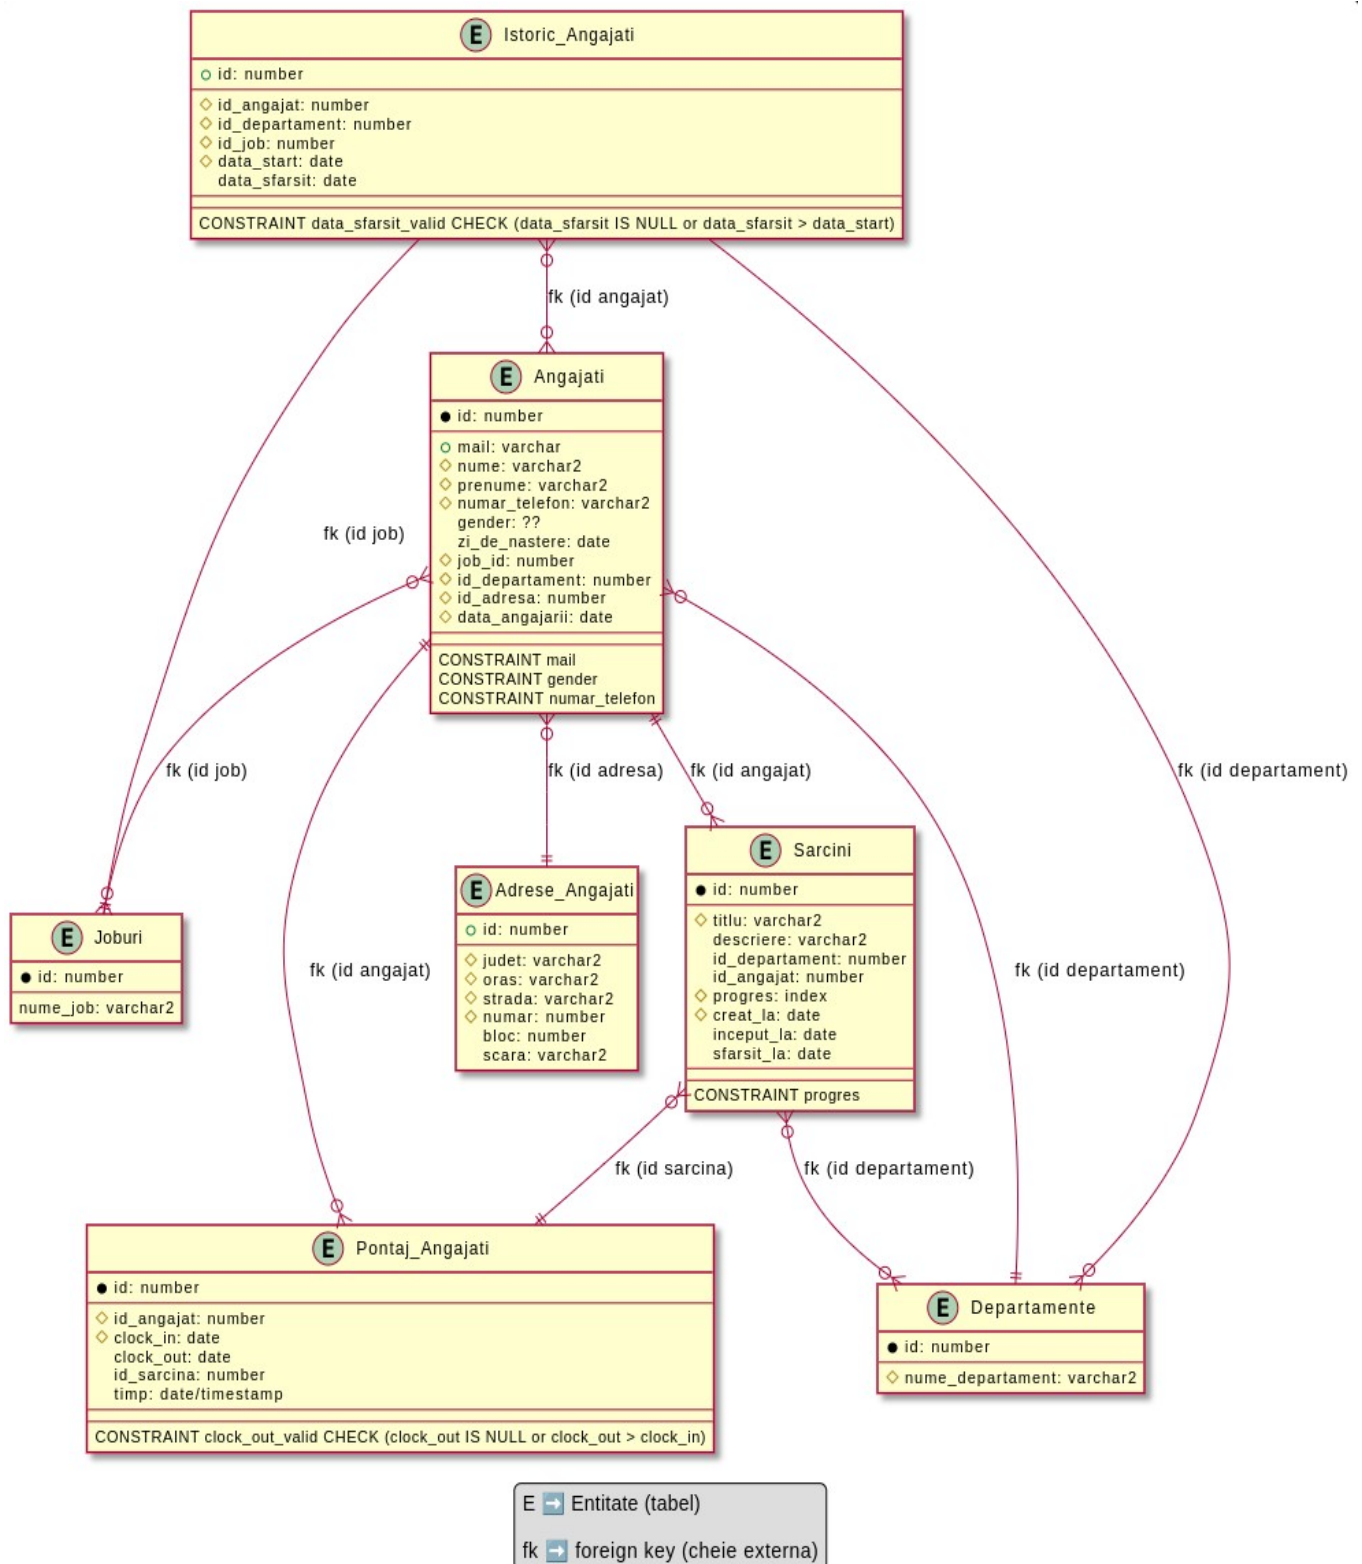 E Istoric_Angajati
id: number
id_angajat: number
id_departament: number
id_job: number
data_start: date
data_sfarsit: date
CONSTRAINT data_sfarsit_valid CHECK (data_sfarsit IS NULL or data_sfarsit > data_start)
fk (id angajat)
E Angajati
id: number
mail: varchar
nume: varchar2
prenume: varchar2
numar_telefon: varchar2
gender: ??
zi_de_nastere: date
job_id: number
id_departament: number
id_adresa: number
data_angajarii: date
CONSTRAINT mail
CONSTRAINT gender
CONSTRAINT numar_telefon
fk (id job)
fk (id job)
fk (id adresa)
fk (id angajat)
fk (id departament)
E Sarcini
id: number
titlu: varchar2
descriere: varchar2
id_departament: number
id_angajat: number
progres: index
creat_la: date
inceput_la: date
sfarsit_la: date
CONSTRAINT progres
E Adrese_Angajati
id: number
judet: varchar2
oras: varchar2
strada: varchar2
numar: number
bloc: number
scara: varchar2
E Joburi
id: number
nume_job: varchar2
fk (id angajat)
fk (id departament)
fk (id sarcina)
fk (id departament)
E Pontaj_Angajati
id: number
id_angajat: number
clock_in: date
clock_out: date
id_sarcina: number
timp: date/timestamp
CONSTRAINT clock_out_valid CHECK (clock_out IS NULL or clock_out > clock_in)
E Departamente
id: number
nume_departament: varchar2
E ➡ Entitate (tabel)
fk ➡ foreign key (cheie externa)